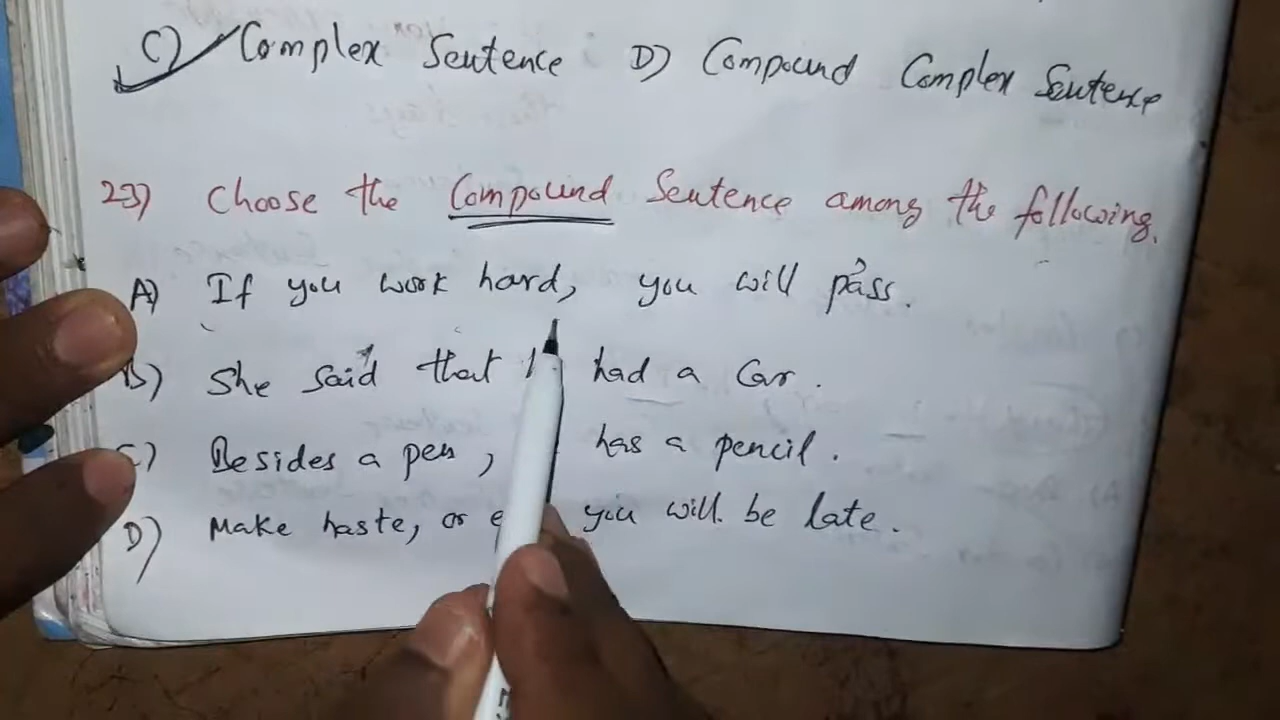 C) Complex Sentence D) Compound Complex Sentence
23) Choose the Compound Sentence among the following.
A) If you work hard, you will pass.
B) She said that had a car.
C) Besides a pen, has a pencil.
D) Make haste, or you will be late.